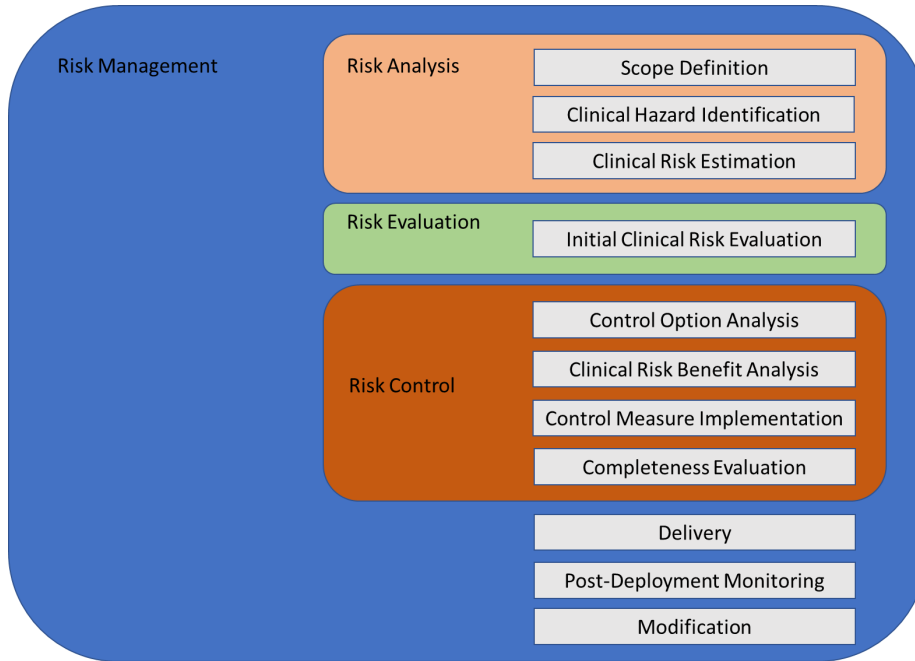 Risk Management
Risk Analysis
Scope Definition
Clinical Hazard Identification
Clinical Risk Estimation
Risk Evaluation
Initial Clinical Risk Evaluation
Risk Control
Control Option Analysis
Clinical Risk Benefit Analysis
Control Measure Implementation
Completeness Evaluation
Delivery
Post-Deployment Monitoring
Modification